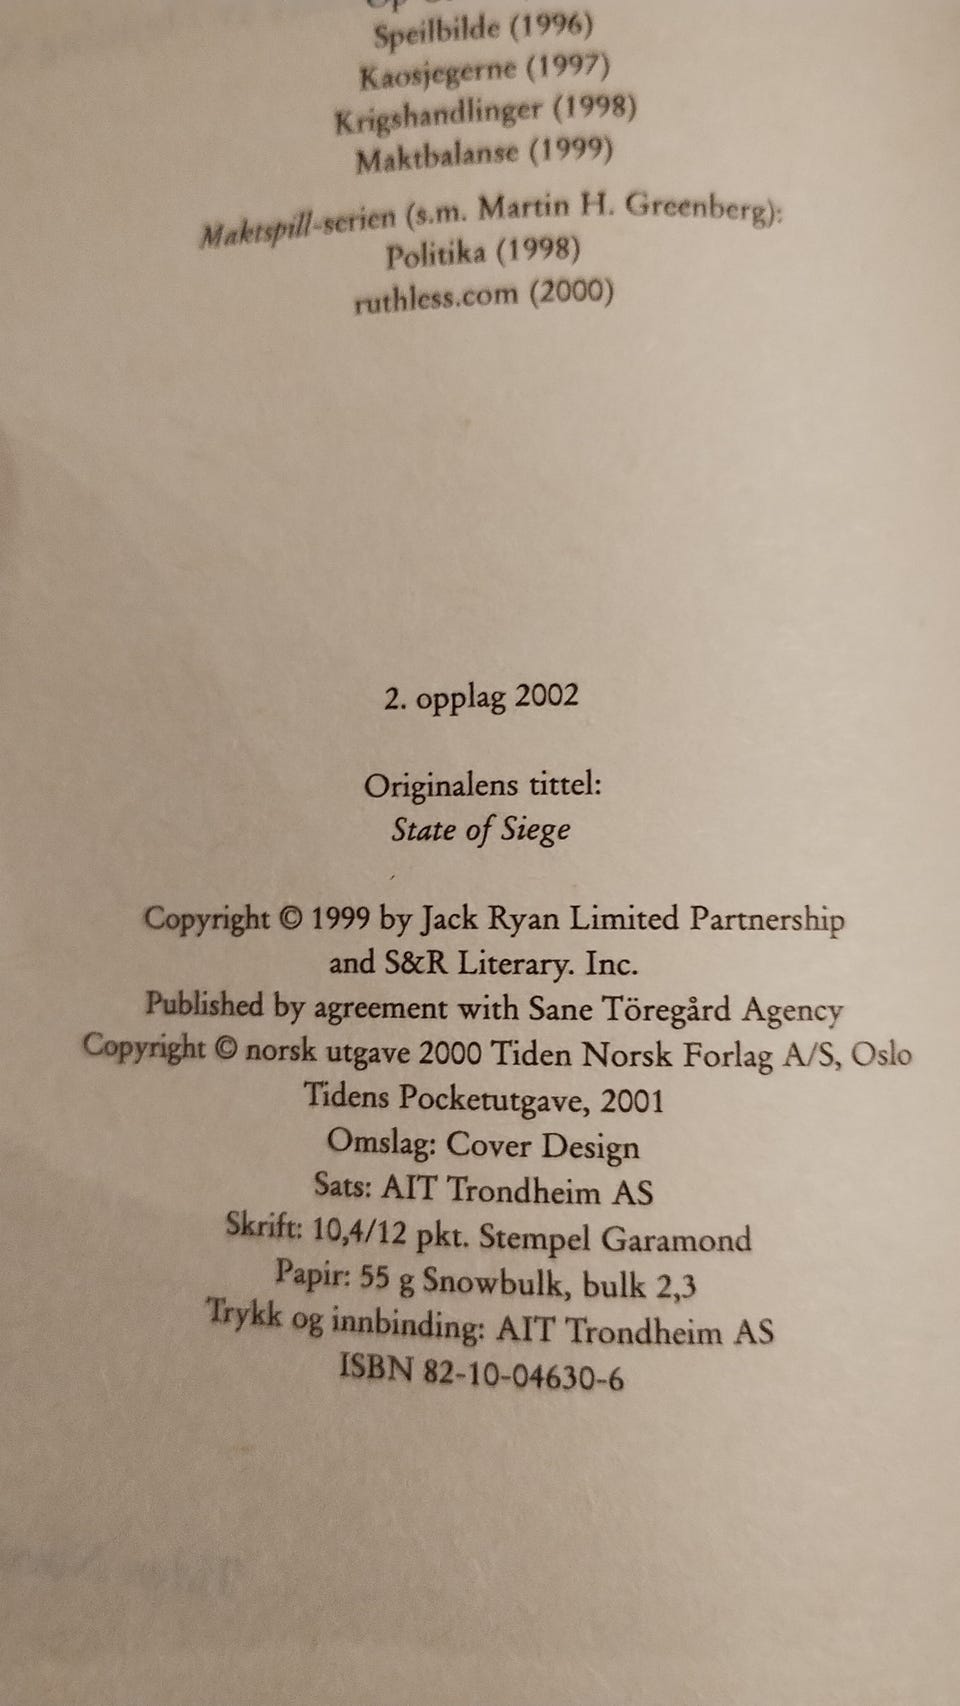 Speilbilde (1996)
Kaosjegerne (1997)
Krigshandlinger (1998)
Maktbalanse (1999)
Maktspill-serien (s.m. Martin H. Greenberg):
Politika (1998)
ruthless.com (2000)
2. opplag 2002
Originalens tittel:
State of Siege
Copyright © 1999 by Jack Ryan Limited Partnership
and S&R Literary. Inc.
Published by agreement with Sane Töregård Agency
Copyright © norsk utgave 2000 Tiden Norsk Forlag A/S, Oslo
Tidens Pocketutgave, 2001
Omslag: Cover Design
Sats: AIT Trondheim AS
Skrift: 10,4/12 pkt. Stempel Garamond
Papir: 55 g Snowbulk, bulk 2,3
Trykk og innbinding: AIT Trondheim AS
ISBN 82-10-04630-6